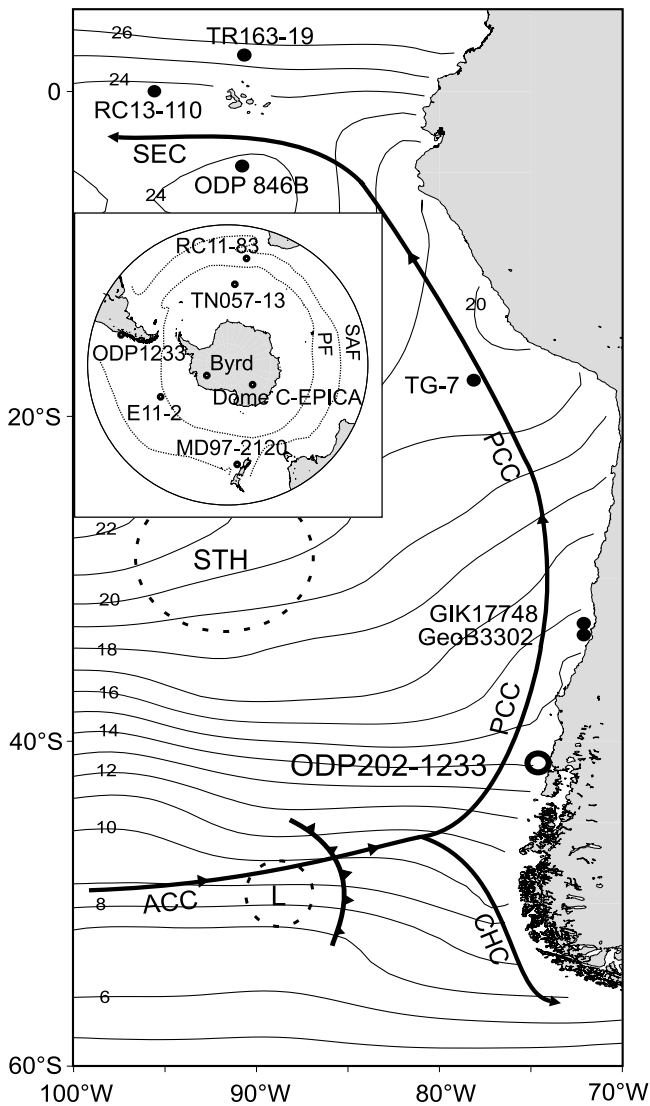 26
TR163-19
24
0
RC13-110
SEC
ODP 846B
24
RC11-83
TN057-13
20
SAF
PF
ODP1233
Byrd
Dome C-EPICA
TG-7
E11-2
20°S
MD97-2120
PCC
22
STH
20
GIK17748
GeoB3302
18
16
PCC
14
40°S
ODP202-1233
12
10
L
ACC
8
CHC
6
60°S
100°W
90°W
80°W
70°W